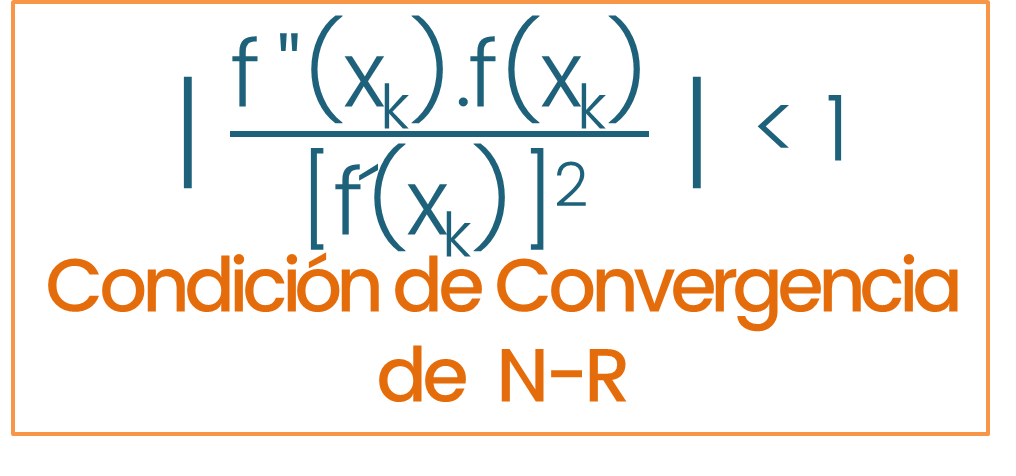 | f "(xₖ).f(xₖ) / [f´(xₖ)]² | < 1
Condición de Convergencia
de N-R